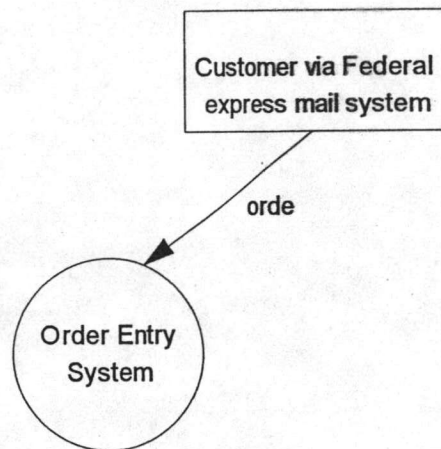 Customer via Federal
express mail system
orde
Order Entry
System